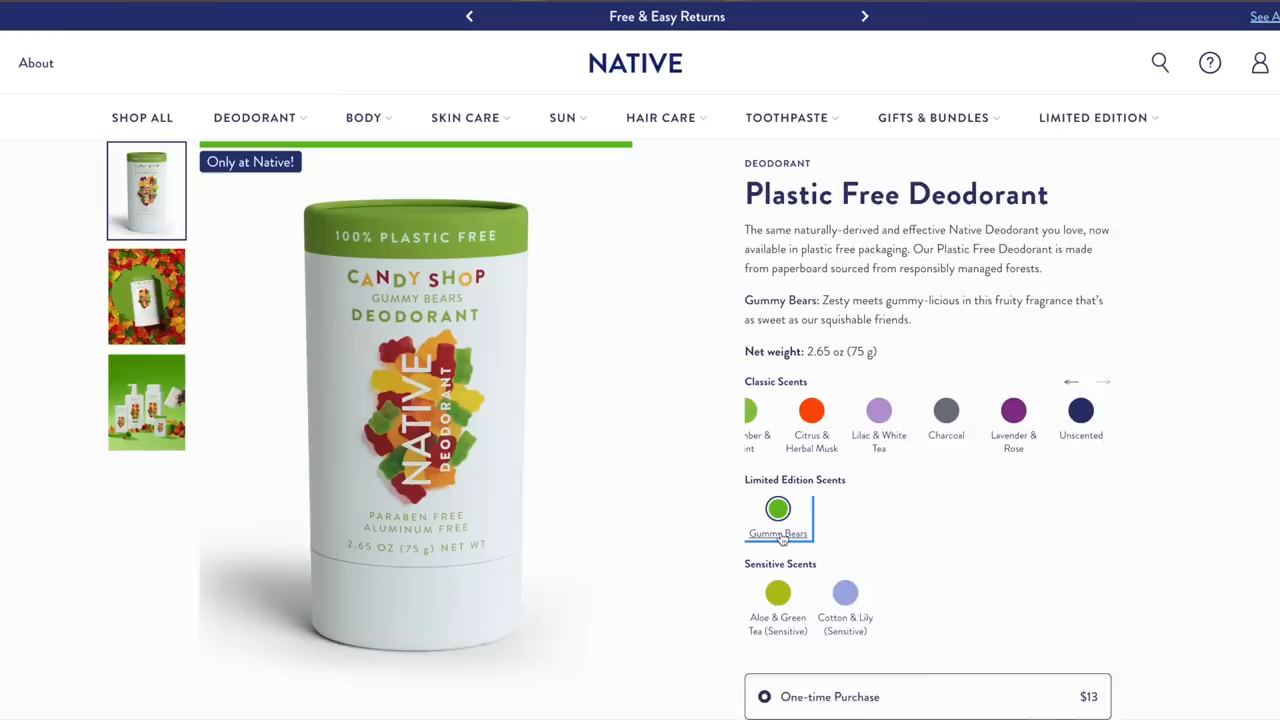 Free & Easy Returns
See A
About
NATIVE
SHOP ALL
DEODORANT
BODY
SKIN CARE
SUN
HAIR CARE
TOOTHPASTE
GIFTS & BUNDLES
LIMITED EDITION
Only at Native!
100% PLASTIC FREE
CANDY SHOP
GUMMY BEARS
DEODORANT
NATIVE
DEODORANT
PARABEN FREE
ALUMINUM FREE
2.65 OZ (75 g) NET WT
DEODORANT
Plastic Free Deodorant
The same naturally-derived and effective Native Deodorant you love, now
available in plastic free packaging. Our Plastic Free Deodorant is made
from paperboard sourced from responsibly managed forests.
Gummy Bears: Zesty meets gummy-licious in this fruity fragrance that's
as sweet as our squishable friends.
Net weight: 2.65 oz (75 g)
Classic Scents
nber &
int
Citrus &
Herbal Musk
Lilac & White
Tea
Charcoal
Lavender &
Rose
Unscented
Limited Edition Scents
Gummy Bears
Sensitive Scents
Aloe & Green
Tea (Sensitive)
Cotton & Lily
(Sensitive)
One-time Purchase
$13